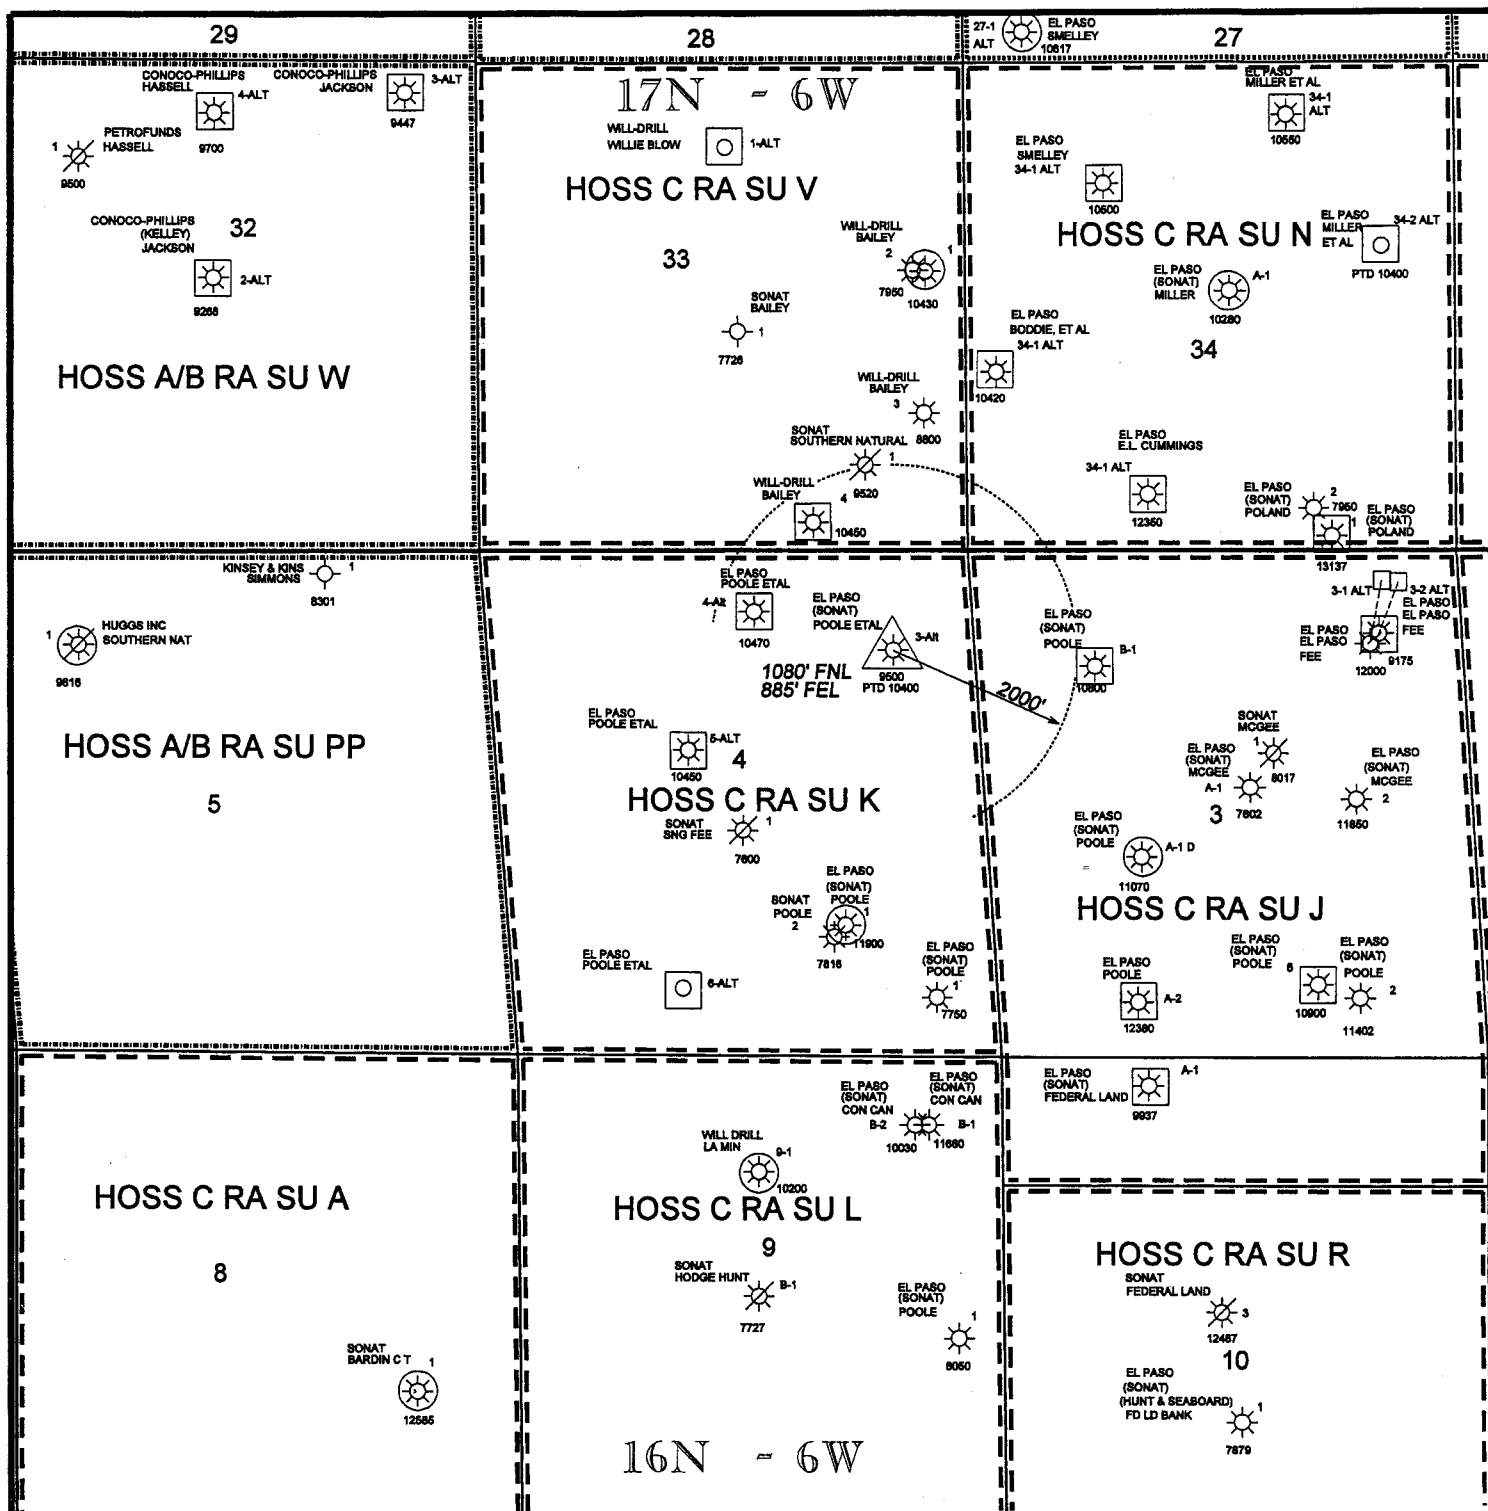 29
28
27-1
ALT
EL PASO
SMELLEY
10617
27
17N - 6W
CONOCO-PHILLIPS
HASSELL
4-ALT
9700
CONOCO-PHILLIPS
JACKSON
3-ALT
9447
1
PETROFUNDS
HASSELL
9500
CONOCO-PHILLIPS
(KELLEY)
JACKSON
32
2-ALT
9268
HOSS A/B RA SU W
WILL-DRILL
WILLIE BLOW
1-ALT
HOSS C RA SU V
33
WILL-DRILL
BAILEY
2
1
7950
10430
SONAT
BAILEY
1
7726
WILL-DRILL
BAILEY
3
8800
SONAT
SOUTHERN NATURAL
1
9520
WILL-DRILL
BAILEY
4
10450
EL PASO
MILLER ET AL
34-1
ALT
10550
EL PASO
SMELLEY
34-1 ALT
10500
HOSS C RA SU N
EL PASO
MILLER
ET AL
34-2 ALT
PTD 10400
EL PASO
(SONAT)
MILLER
A-1
10280
34
EL PASO
BODDIE, ET AL
34-1 ALT
10420
EL PASO
E.L. CUMMINGS
34-1 ALT
12350
EL PASO
(SONAT)
POLAND
2
7950
1
EL PASO
(SONAT)
POLAND
13137
KINSEY & KINS
SIMMONS
1
8301
1
HUGGS INC
SOUTHERN NAT
9816
HOSS A/B RA SU PP
5
EL PASO
POOLE ETAL
4-Alt
10470
EL PASO
(SONAT)
POOLE ETAL
3-Alt
9500
PTD 10400
1080' FNL
885' FEL
2000'
EL PASO
(SONAT)
POOLE
B-1
10800
3-1 ALT
3-2 ALT
EL PASO
EL PASO
FEE
EL PASO
EL PASO
FEE
12000
9175
EL PASO
POOLE ETAL
5-ALT
10450
4
HOSS C RA SU K
SONAT
SNG FEE
1
7600
EL PASO
(SONAT)
POOLE
1
11900
SONAT
POOLE
2
7816
EL PASO
POOLE ETAL
6-ALT
EL PASO
(SONAT)
POOLE
1
7750
SONAT
MCGEE
1
8017
EL PASO
(SONAT)
MCGEE
A-1
7802
3
EL PASO
(SONAT)
MCGEE
2
11850
EL PASO
(SONAT)
POOLE
A-1 D
11070
HOSS C RA SU J
EL PASO
POOLE
A-2
12380
EL PASO
(SONAT)
POOLE
10900
EL PASO
(SONAT)
POOLE
2
11402
EL PASO
(SONAT)
FEDERAL LAND
A-1
9937
HOSS C RA SU A
8
SONAT
BARDIN C T
1
12585
EL PASO
(SONAT)
CON CAN
B-2
10030
EL PASO
(SONAT)
CON CAN
B-1
11660
WILL DRILL
LA MIN
9-1
10200
HOSS C RA SU L
9
SONAT
HODGE HUNT
B-1
7727
EL PASO
(SONAT)
POOLE
1
8050
HOSS C RA SU R
SONAT
FEDERAL LAND
3
12467
10
EL PASO
(SONAT)
(HUNT & SEABOARD)
FD LD BANK
1
7879
16N - 6W